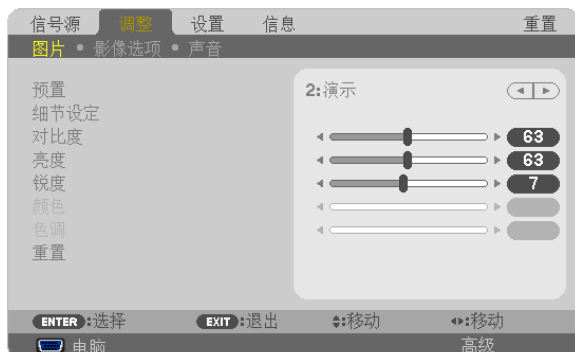 信号源 调整 设置 信息 重置
图片 • 影像选项 • 声音
预置 2:演示
细节设定
对比度 63
亮度 63
锐度 7
颜色
色调
重置
ENTER:选择 EXIT:退出 :移动 :移动
电脑 高级